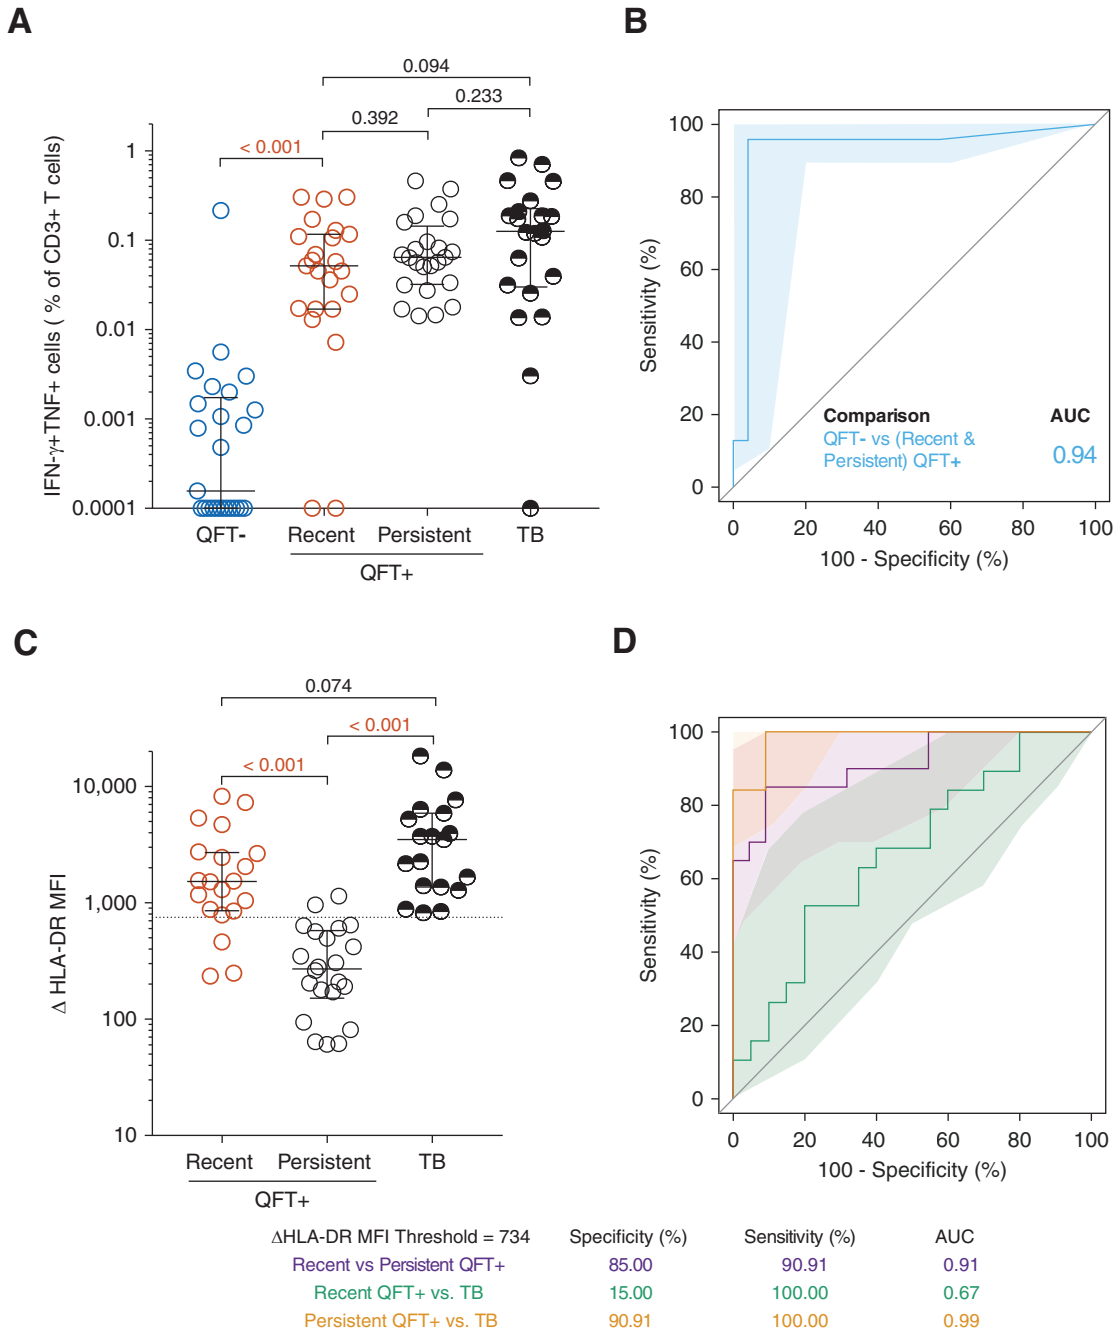 A
B
0.094
0.233
0.392
< 0.001
IFN-γ+TNF+ cells ( % of CD3+ T cells)
1
0.1
0.01
0.001
0.0001
QFT-
Recent
Persistent
TB
QFT+
Sensitivity (%)
100
80
60
40
20
0
Comparison
AUC
QFT- vs (Recent &
Persistent) QFT+
0.94
0
20
40
60
80
100
100 - Specificity (%)
C
D
0.074
< 0.001
< 0.001
Δ HLA-DR MFI
10,000
1,000
100
10
Recent
Persistent
TB
QFT+
Sensitivity (%)
100
80
60
40
20
0
0
20
40
60
80
100
100 - Specificity (%)
ΔHLA-DR MFI Threshold = 734 Specificity (%) Sensitivity (%) AUC
Recent vs Persistent QFT+ 85.00 90.91 0.91
Recent QFT+ vs. TB 15.00 100.00 0.67
Persistent QFT+ vs. TB 90.91 100.00 0.99